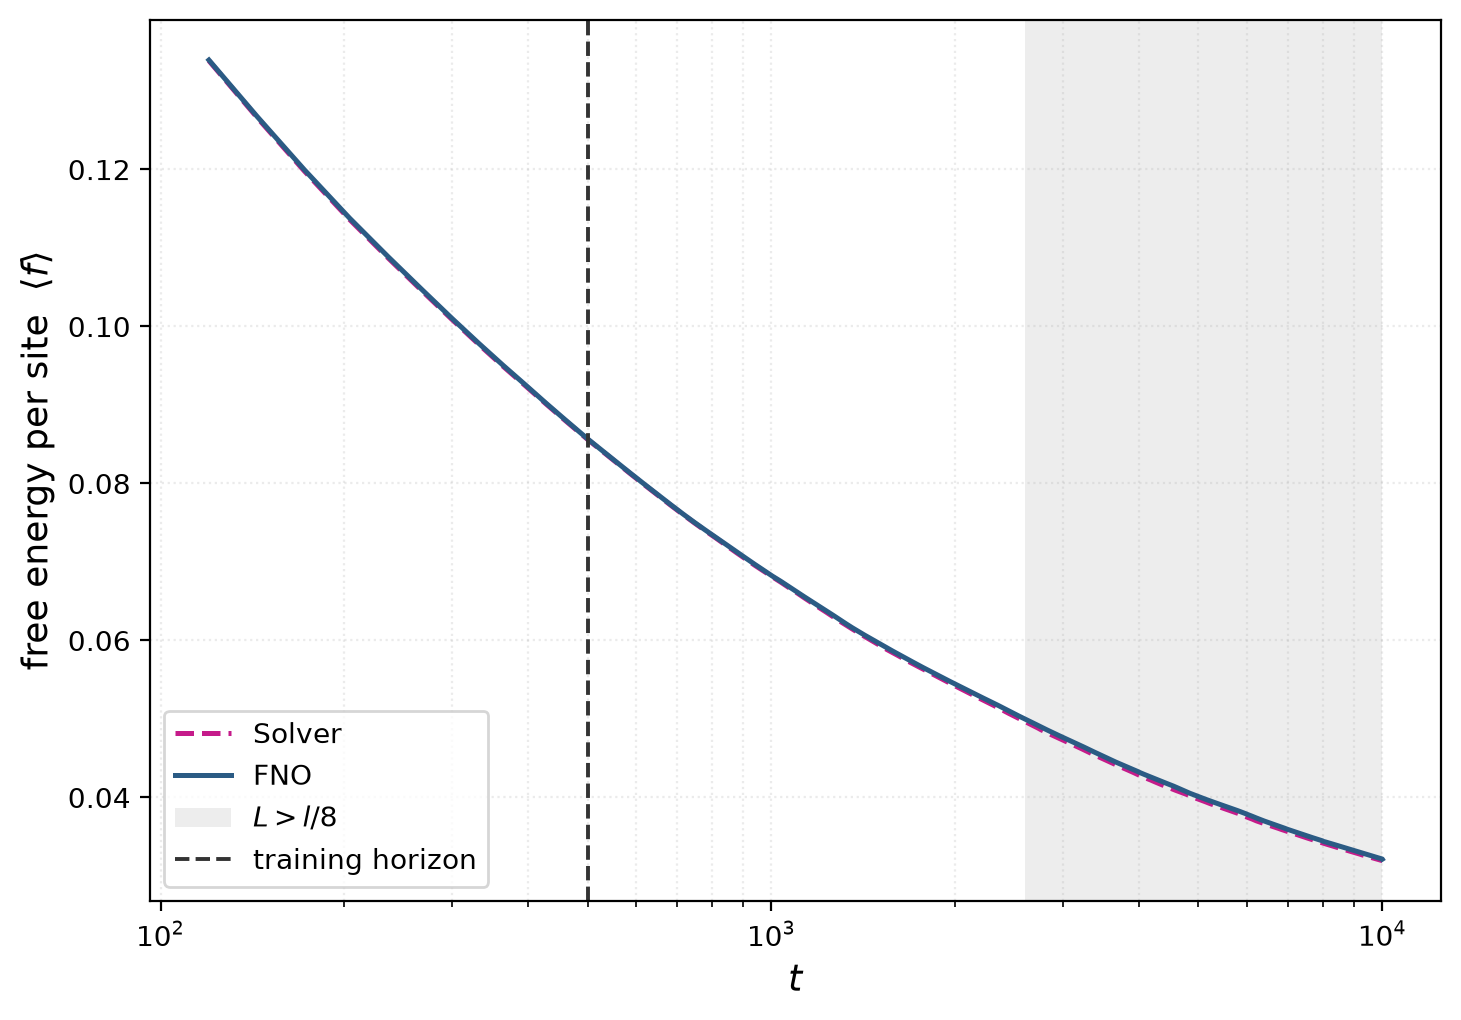 0.12
0.10
0.08
0.06
0.04
free energy per site ⟨f⟩
Solver
FNO
L > l/8
training horizon
10² 10³ 10⁴
t